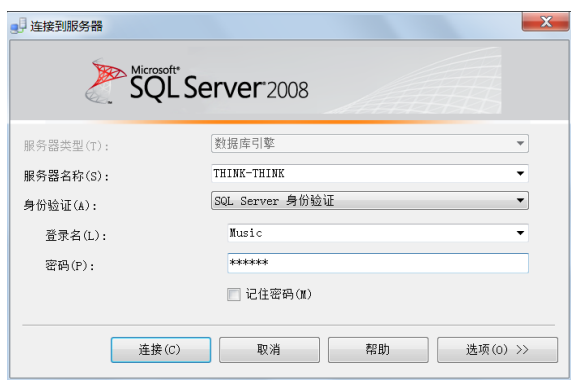 连接到服务器
Microsoft®
SQL Server® 2008
服务器类型(T): 数据库引擎
服务器名称(S): THINK-THINK
身份验证(A): SQL Server 身份验证
登录名(L): Music
密码(P): ******
记住密码(M)
连接(C) 取消 帮助 选项(O) >>